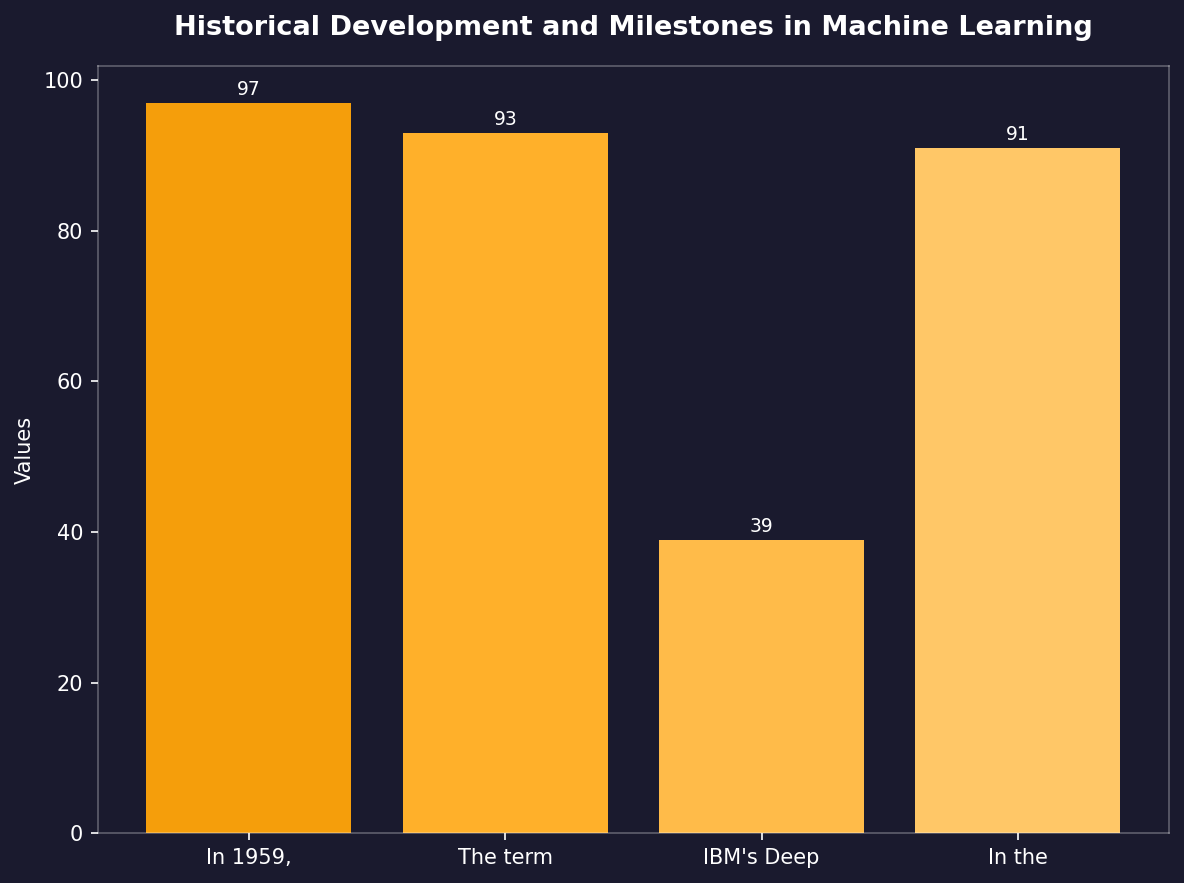 Historical Development and Milestones in Machine Learning
100
80
60
40
20
0
Values
97
93
39
91
In 1959,
The term
IBM's Deep
In the